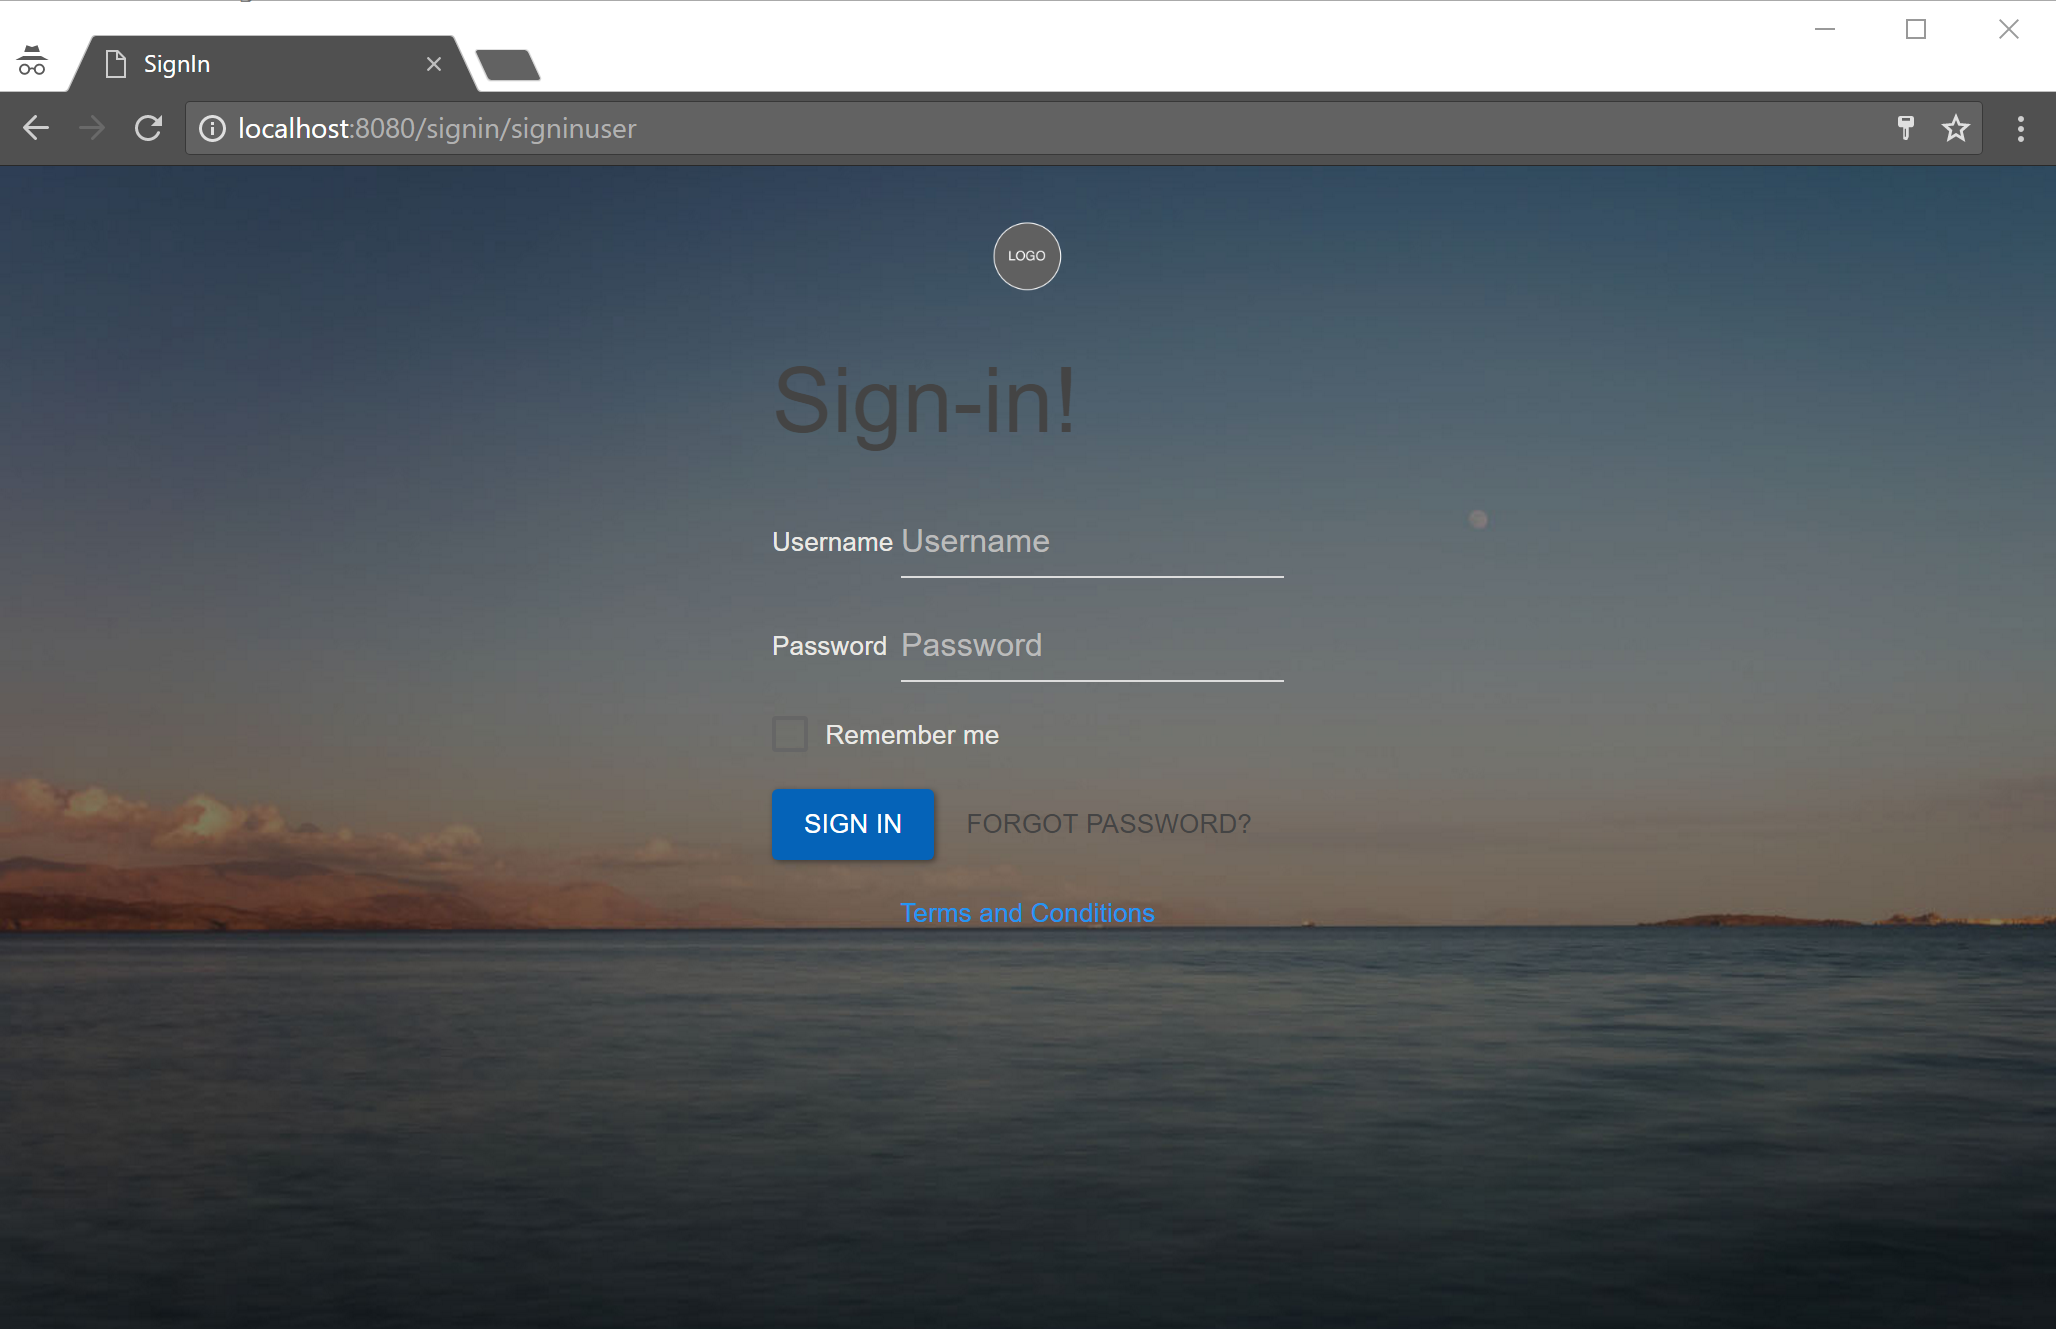 SignIn
localhost:8080/signin/signinuser
LOGO
Sign-in!
Username Username
Password Password
Remember me
SIGN IN FORGOT PASSWORD?
Terms and Conditions